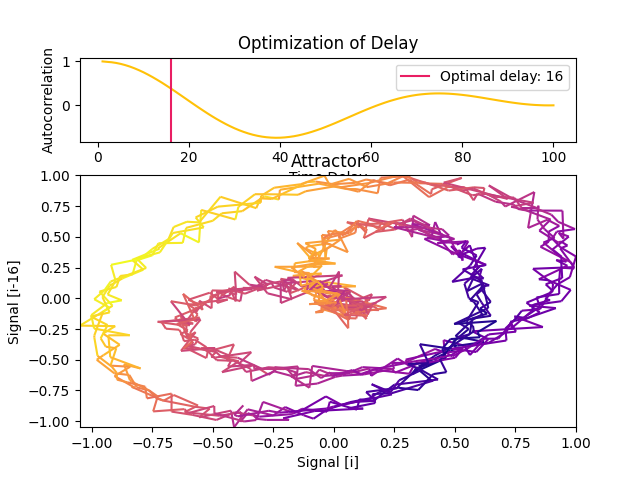 Optimization of Delay
Autocorrelation
1
0
Optimal delay: 16
0 20 40 60 80 100
Time Delay
Attractor
Signal [i-16]
1.00
0.75
0.50
0.25
0.00
−0.25
−0.50
−0.75
−1.00
−1.00 −0.75 −0.50 −0.25 0.00 0.25 0.50 0.75 1.00
Signal [i]